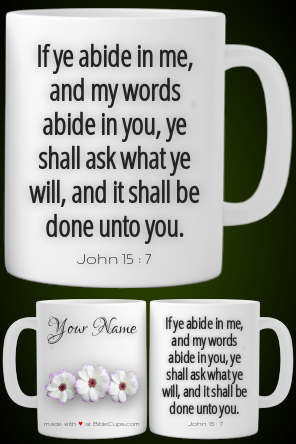 If ye abide in me,
and my words
abide in you, ye
shall ask what ye
will, and it shall be
done unto you.
John 15 : 7
Your Name
made with ♥ at BibleCups.com
If ye abide in me,
and my words
abide in you, ye
shall ask what ye
will, and it shall be
done unto you.
John 15 : 7